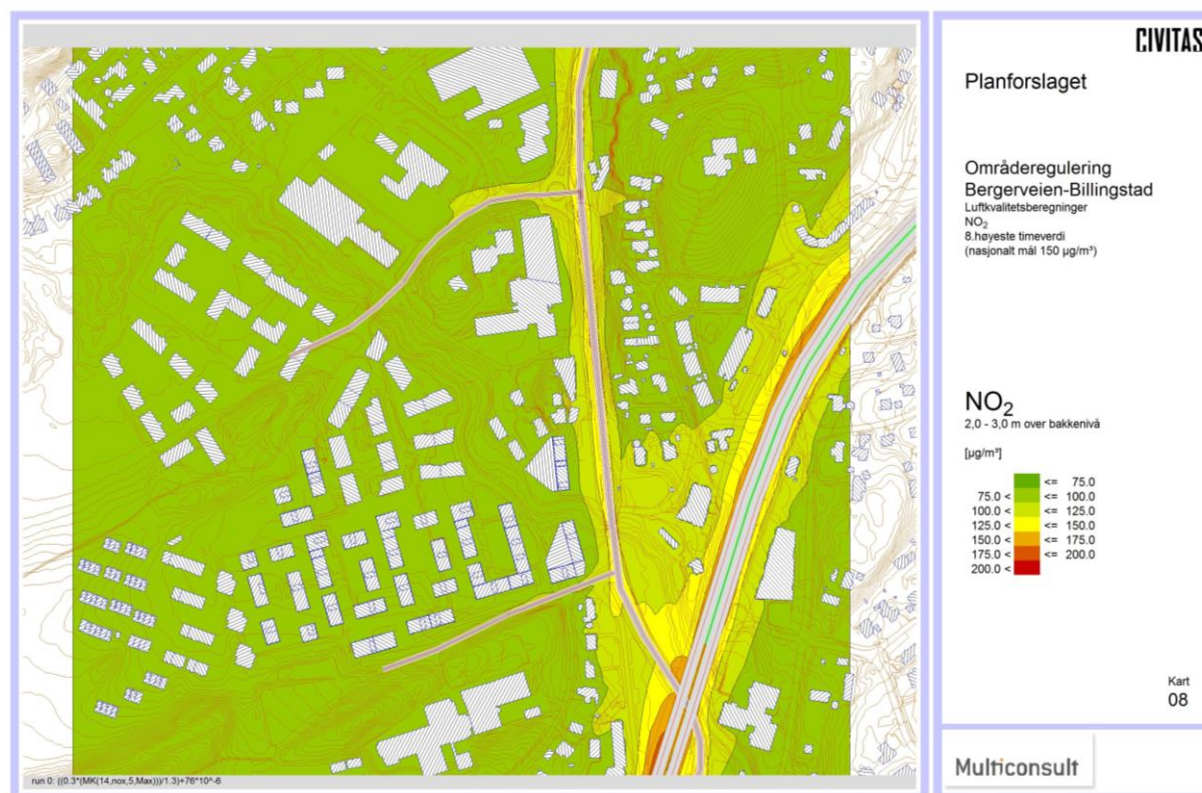 CIVITAS
Planforslaget
Områderegulering
Bergerveien-Billingstad
Luftkvalitetsberegninger
NO₂
8.høyeste timeverdi
(nasjonalt mål 150 µg/m³)
NO₂
2,0 - 3,0 m over bakkenivå
[µg/m³]
<= 75.0
75.0 < <= 100.0
100.0 < <= 125.0
125.0 < <= 150.0
150.0 < <= 175.0
175.0 < <= 200.0
200.0 <
Kart
08
run 0: ((0.3*(MK(14,nox,5,Max)))/1.3)+76*10^-6
Multiconsult